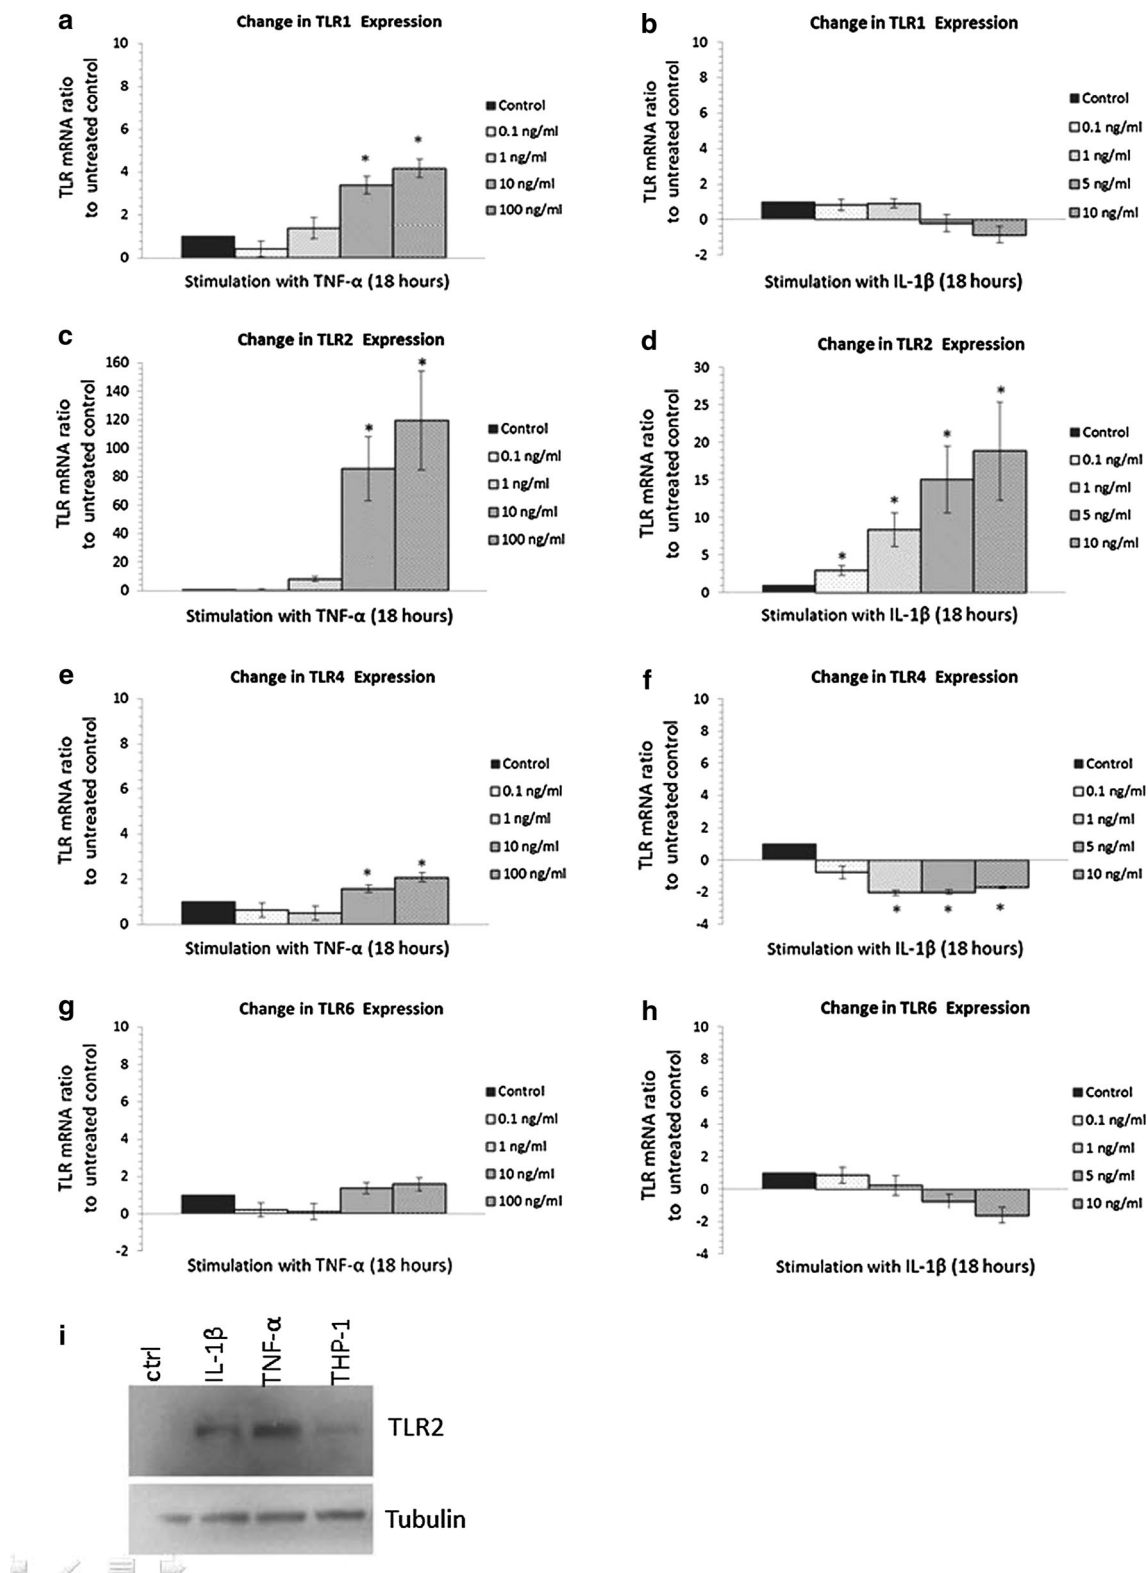 a
Change in TLR1 Expression
TLR mRNA ratio
to untreated control
10
8
6
4
2
0
*
*
Control
0.1 ng/ml
1 ng/ml
10 ng/ml
100 ng/ml
Stimulation with TNF-α (18 hours)
b
Change in TLR1 Expression
TLR mRNA ratio
to untreated control
10
8
6
4
2
0
-2
Control
0.1 ng/ml
1 ng/ml
5 ng/ml
10 ng/ml
Stimulation with IL-1β (18 hours)
c
Change in TLR2 Expression
TLR mRNA ratio
to untreated control
160
140
120
100
80
60
40
20
0
*
*
Control
0.1 ng/ml
1 ng/ml
10 ng/ml
100 ng/ml
Stimulation with TNF-α (18 hours)
d
Change in TLR2 Expression
TLR mRNA ratio
to untreated control
30
25
20
15
10
5
0
*
*
*
*
Control
0.1 ng/ml
1 ng/ml
5 ng/ml
10 ng/ml
Stimulation with IL-1β (18 hours)
e
Change in TLR4 Expression
TLR mRNA ratio
to untreated control
10
8
6
4
2
0
*
*
Control
0.1 ng/ml
1 ng/ml
10 ng/ml
100 ng/ml
Stimulation with TNF-α (18 hours)
f
Change in TLR4 Expression
TLR mRNA ratio
to untreated control
10
8
6
4
2
0
-2
-4
*
*
*
Control
0.1 ng/ml
1 ng/ml
5 ng/ml
10 ng/ml
Stimulation with IL-1β (18 hours)
g
Change in TLR6 Expression
TLR mRNA ratio
to untreated control
10
8
6
4
2
0
-2
Control
0.1 ng/ml
1 ng/ml
10 ng/ml
100 ng/ml
Stimulation with TNF-α (18 hours)
h
Change in TLR6 Expression
TLR mRNA ratio
to untreated control
10
8
6
4
2
0
-2
-4
Control
0.1 ng/ml
1 ng/ml
5 ng/ml
10 ng/ml
Stimulation with IL-1β (18 hours)
i
ctrl
IL-1β
TNF-α
THP-1
TLR2
Tubulin